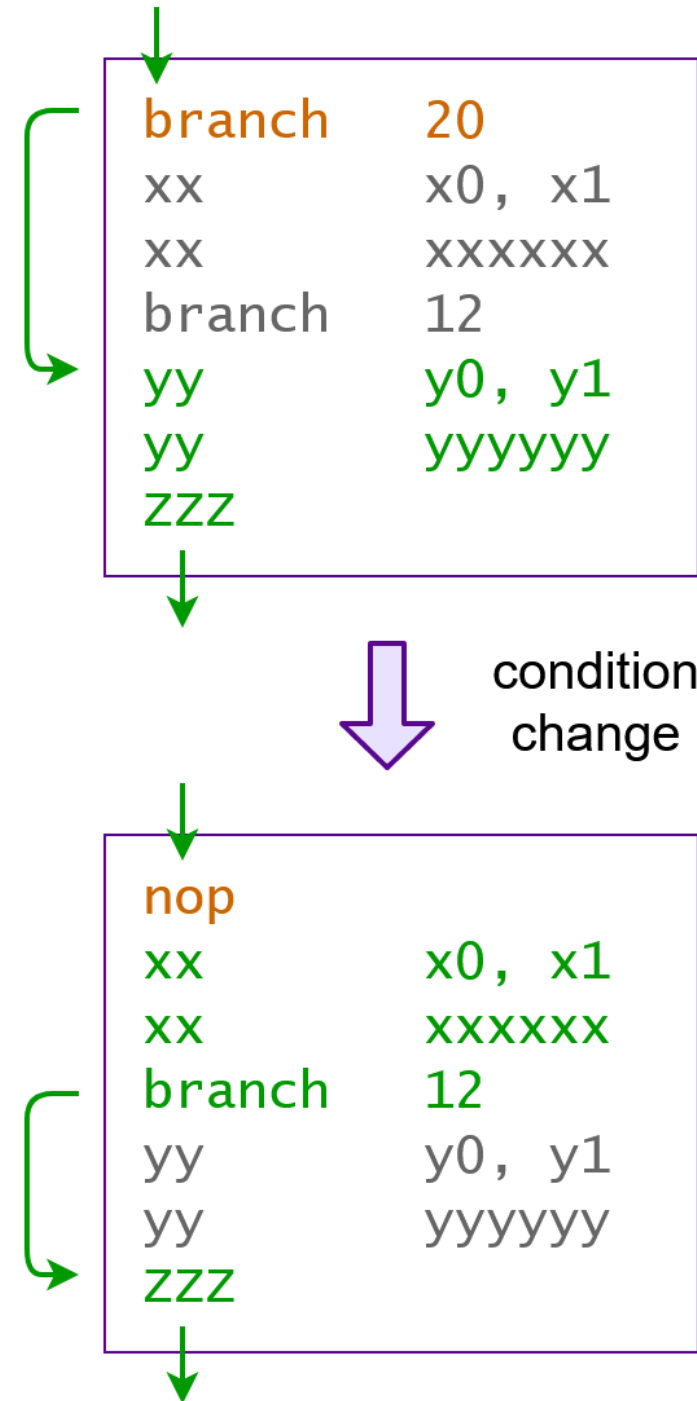 branch 20
xx x0, x1
xx xxxxxx
branch 12
yy y0, y1
yy yyyyyy
zzz
condition
change
nop
xx x0, x1
xx xxxxxx
branch 12
yy y0, y1
yy yyyyyy
zzz